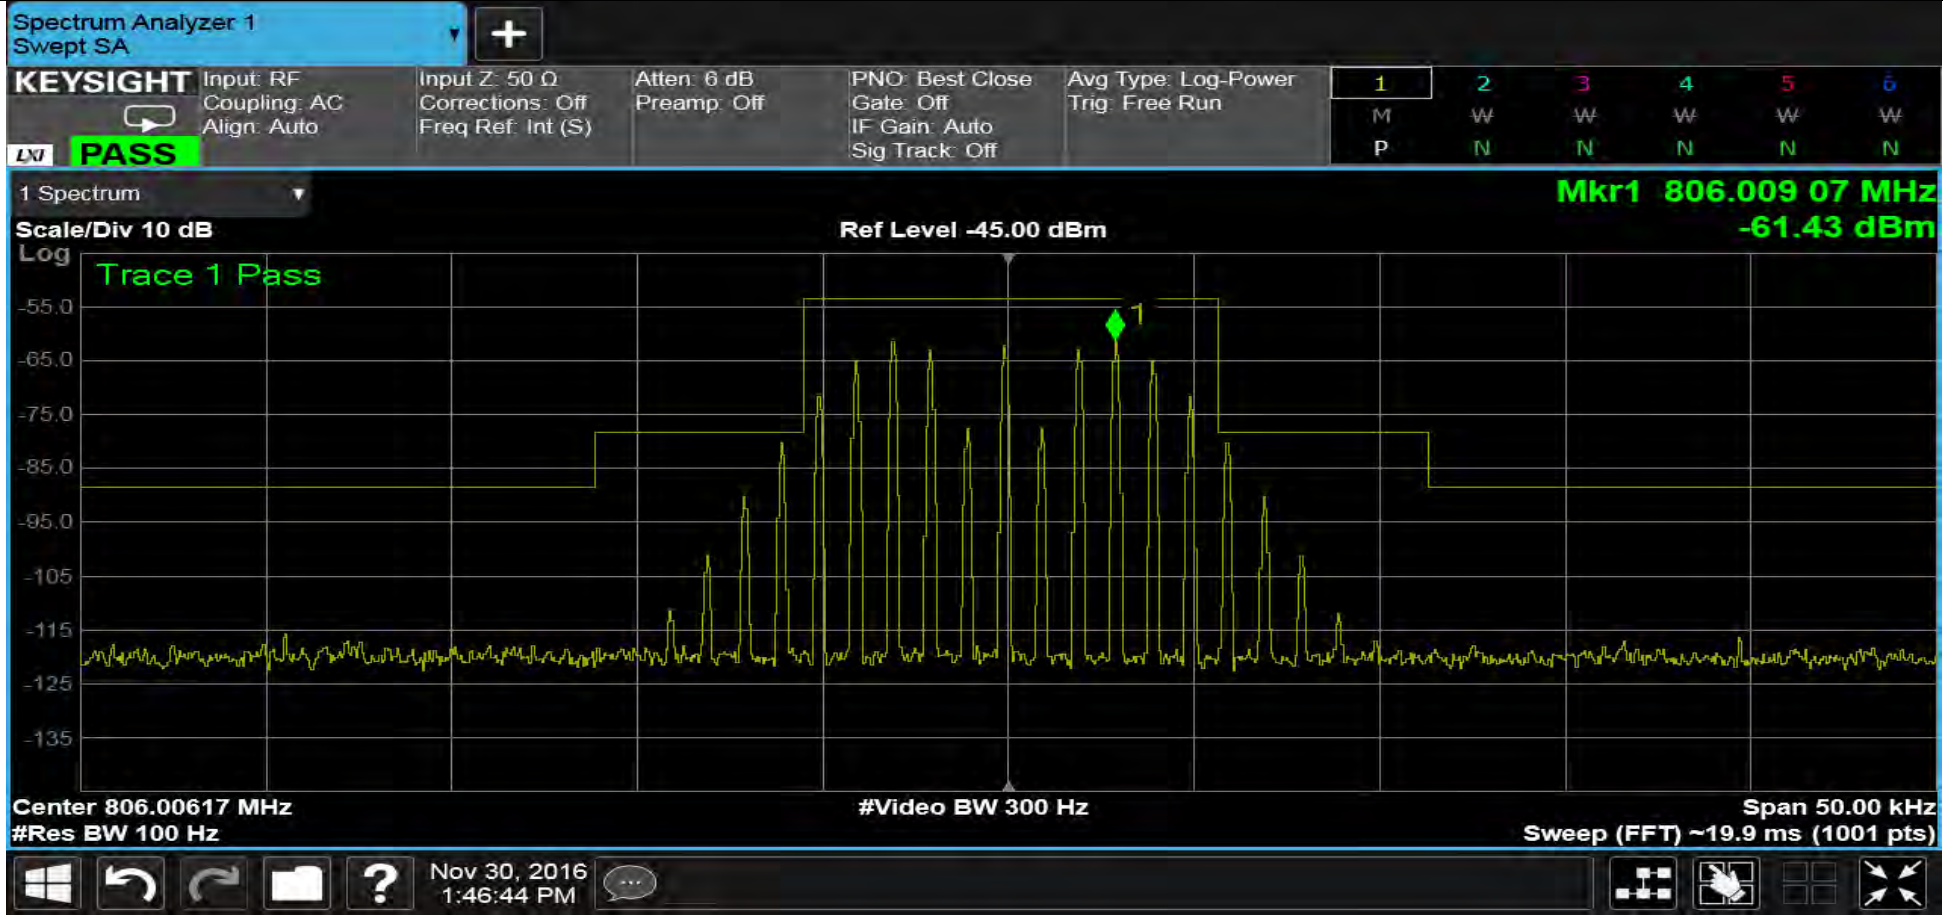 Spectrum Analyzer 1
Swept SA
KEYSIGHT
LXI PASS
Input: RF
Coupling: AC
Align: Auto
Input Z: 50 Ω
Corrections: Off
Freq Ref: Int (S)
Atten: 6 dB
Preamp: Off
PNO: Best Close
Gate: Off
IF Gain: Auto
Sig Track: Off
Avg Type: Log-Power
Trig: Free Run
1 2 3 4 5 6
M W W W W W
P N N N N N
1 Spectrum
Mkr1 806.009 07 MHz
-61.43 dBm
Scale/Div 10 dB
Ref Level -45.00 dBm
Log
Trace 1 Pass
1
-55.0
-65.0
-75.0
-85.0
-95.0
-105
-115
-125
-135
Center 806.00617 MHz
#Video BW 300 Hz
Span 50.00 kHz
#Res BW 100 Hz
Sweep (FFT) ~19.9 ms (1001 pts)
?
Nov 30, 2016
1:46:44 PM